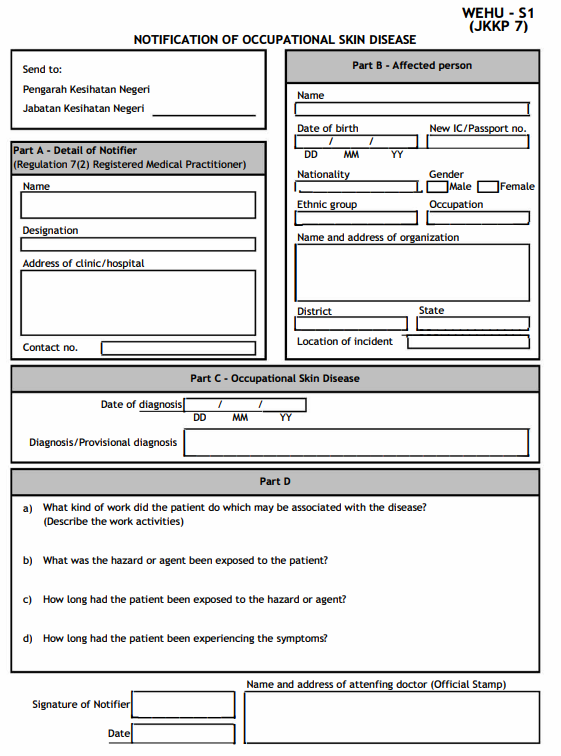 WEHU - S1
(JKKP 7)
NOTIFICATION OF OCCUPATIONAL SKIN DISEASE
Send to:
Pengarah Kesihatan Negeri
Jabatan Kesihatan Negeri
Part A - Detail of Notifier
(Regulation 7(2) Registered Medical Practitioner)
Name
Designation
Address of clinic/hospital
Contact no.
Part B - Affected person
Name
Date of birth New IC/Passport no.
/ /
DD MM YY
Nationality Gender
Male Female
Ethnic group Occupation
Name and address of organization
District State
Location of incident
Part C - Occupational Skin Disease
Date of diagnosis / /
DD MM YY
Diagnosis/Provisional diagnosis
Part D
a) What kind of work did the patient do which may be associated with the disease?
(Describe the work activities)
b) What was the hazard or agent been exposed to the patient?
c) How long had the patient been exposed to the hazard or agent?
d) How long had the patient been experiencing the symptoms?
Name and address of attenfing doctor (Official Stamp)
Signature of Notifier
Date